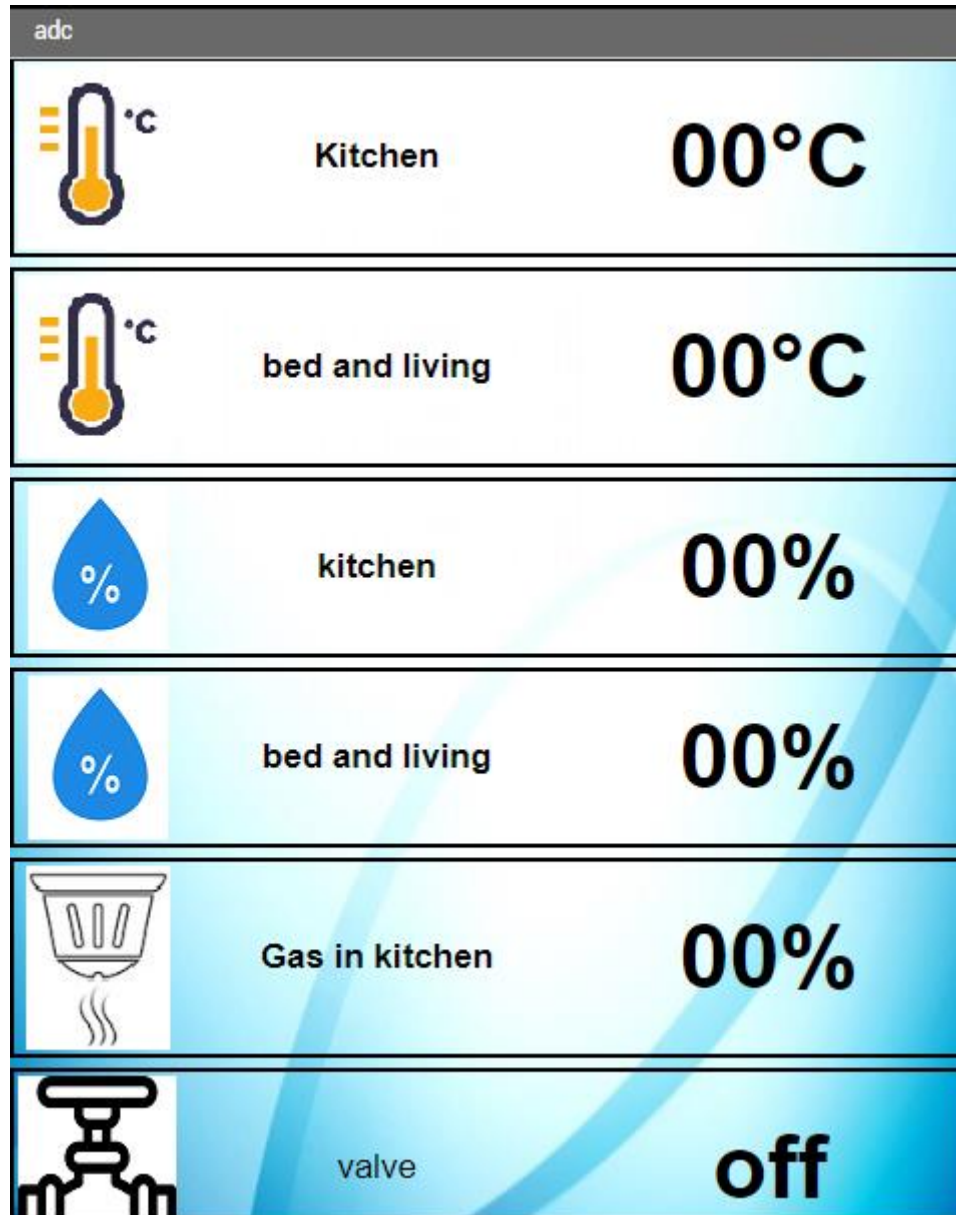 adc
°C
Kitchen
00°C
°C
bed and living
00°C
%
kitchen
00%
%
bed and living
00%
Gas in kitchen
00%
valve
off